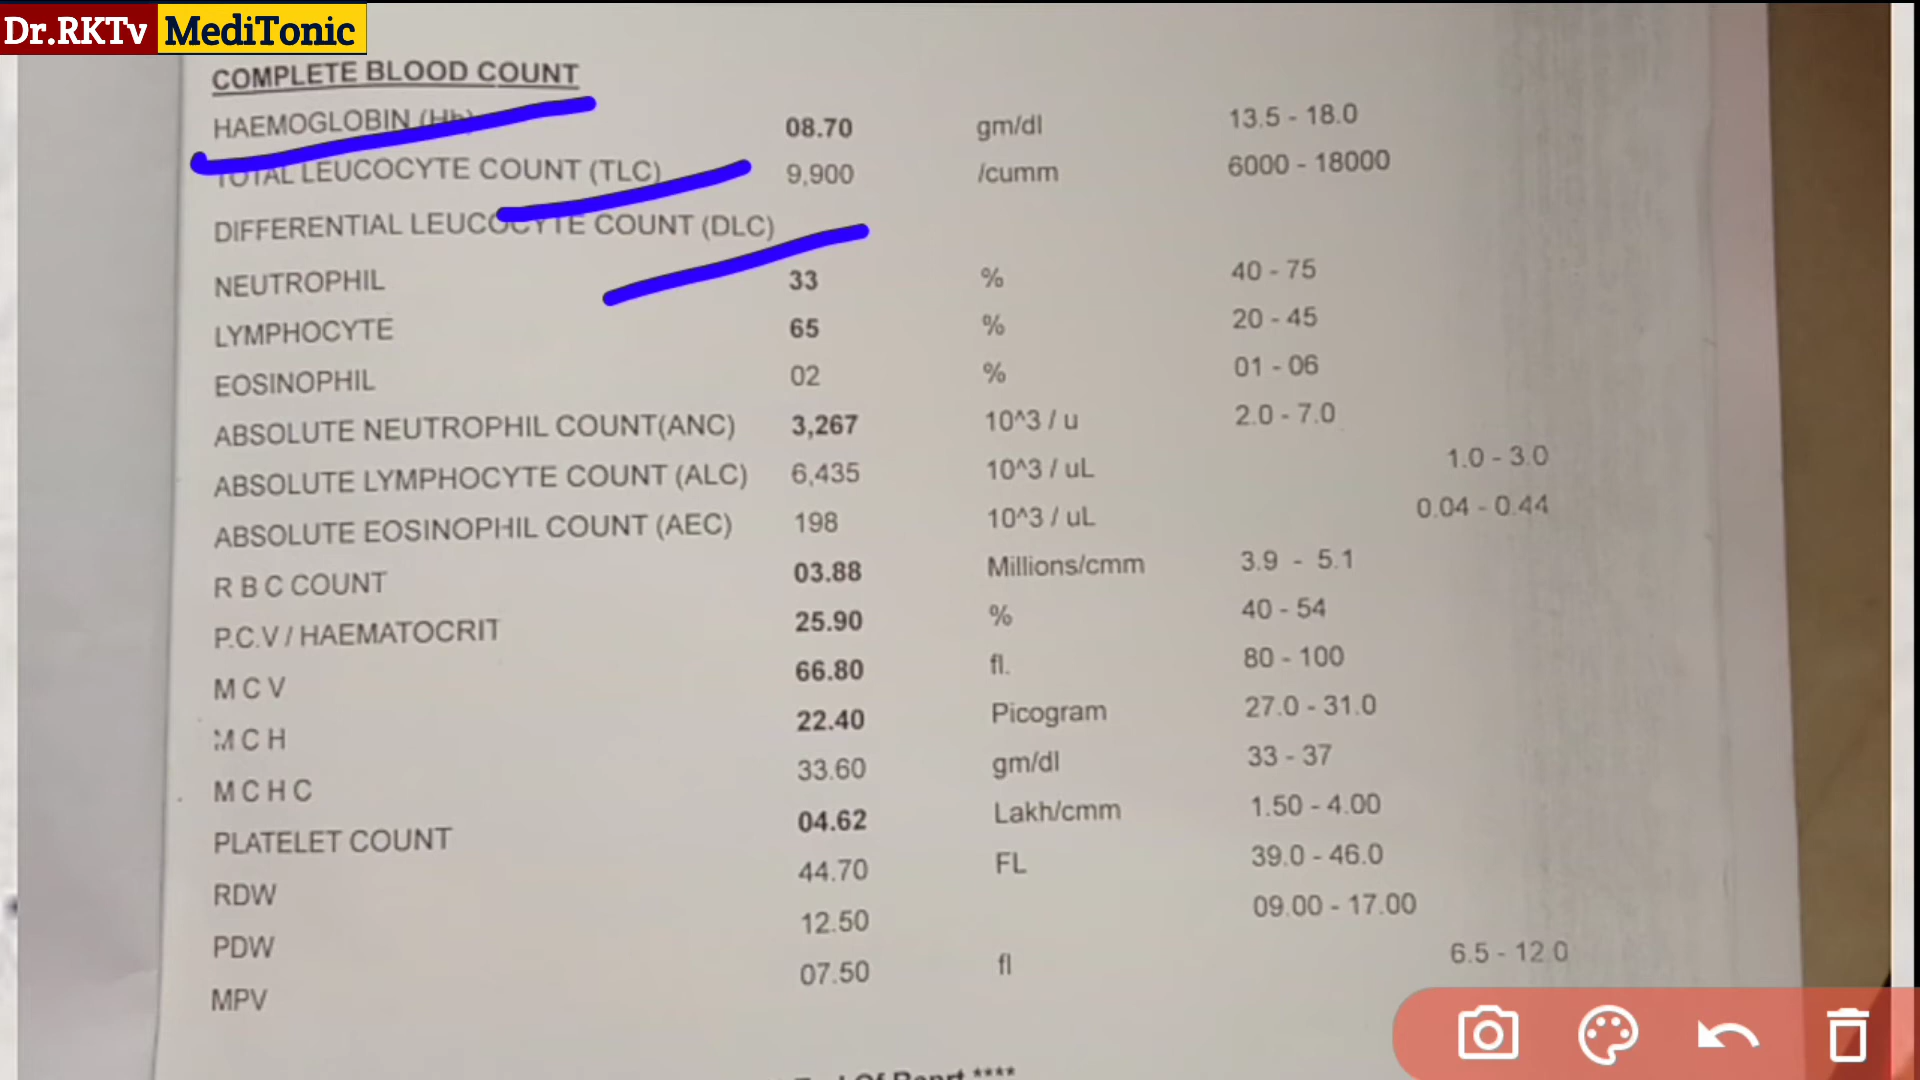 Dr.RKTv MediTonic
COMPLETE BLOOD COUNT
HAEMOGLOBIN (Hb) 08.70 gm/dl 13.5 - 18.0
TOTAL LEUCOCYTE COUNT (TLC) 9,900 /cumm 6000 - 18000
DIFFERENTIAL LEUCOCYTE COUNT (DLC)
NEUTROPHIL 33 % 40 - 75
LYMPHOCYTE 65 % 20 - 45
EOSINOPHIL 02 % 01 - 06
ABSOLUTE NEUTROPHIL COUNT(ANC) 3,267 10^3 / u 2.0 - 7.0
ABSOLUTE LYMPHOCYTE COUNT (ALC) 6,435 10^3 / uL 1.0 - 3.0
ABSOLUTE EOSINOPHIL COUNT (AEC) 198 10^3 / uL 0.04 - 0.44
R B C COUNT 03.88 Millions/cmm 3.9 - 5.1
P.C.V / HAEMATOCRIT 25.90 % 40 - 54
M C V 66.80 fl. 80 - 100
M C H 22.40 Picogram 27.0 - 31.0
M C H C 33.60 gm/dl 33 - 37
PLATELET COUNT 04.62 Lakh/cmm 1.50 - 4.00
RDW 44.70 FL 39.0 - 46.0
PDW 12.50 09.00 - 17.00
MPV 07.50 fl 6.5 - 12.0
Of Reprt ****